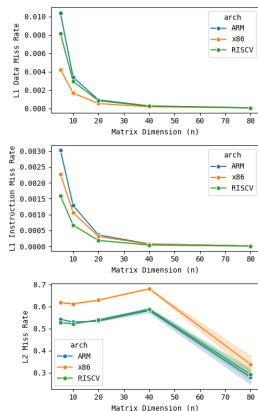 L1 Data Miss Rate
0.010
0.008
0.006
0.004
0.002
0.000
arch
ARM
x86
RISCV
10 20 30 40 50 60 70 80
Matrix Dimension (n)
L1 Instruction Miss Rate
0.0030
0.0025
0.0020
0.0015
0.0010
0.0005
0.0000
arch
ARM
x86
RISCV
10 20 30 40 50 60 70 80
Matrix Dimension (n)
L2 Miss Rate
0.7
0.6
0.5
0.4
0.3
arch
ARM
x86
RISCV
10 20 30 40 50 60 70 80
Matrix Dimension (n)